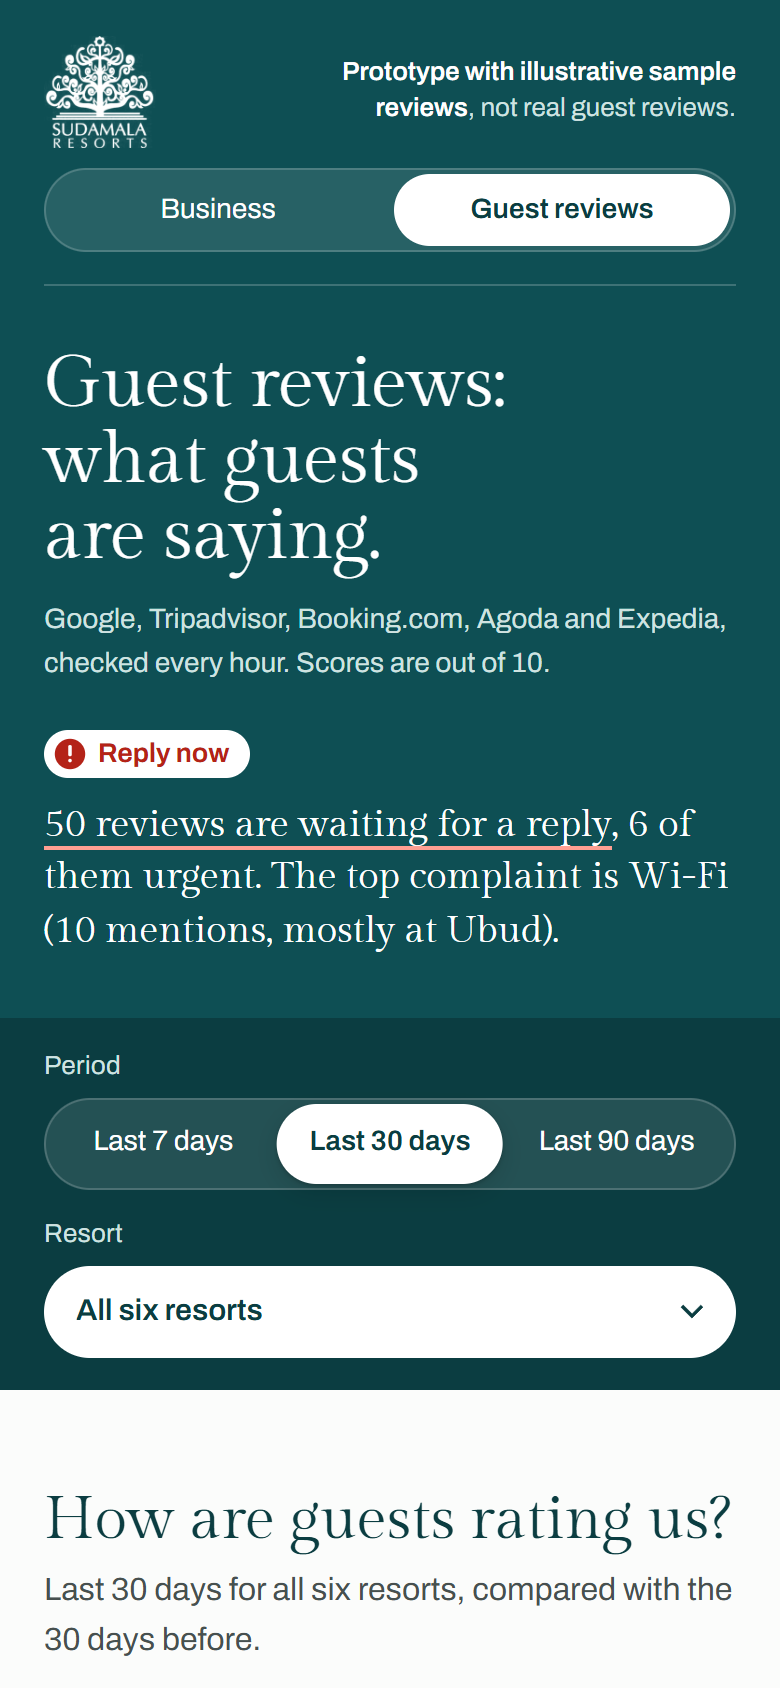 SUDAMALA
RESORTS
Prototype with illustrative sample
reviews, not real guest reviews.
Business
Guest reviews
Guest reviews:
what guests
are saying.
Google, Tripadvisor, Booking.com, Agoda and Expedia,
checked every hour. Scores are out of 10.
Reply now
50 reviews are waiting for a reply, 6 of
them urgent. The top complaint is Wi-Fi
(10 mentions, mostly at Ubud).
Period
Last 7 days
Last 30 days
Last 90 days
Resort
All six resorts
How are guests rating us?
Last 30 days for all six resorts, compared with the
30 days before.